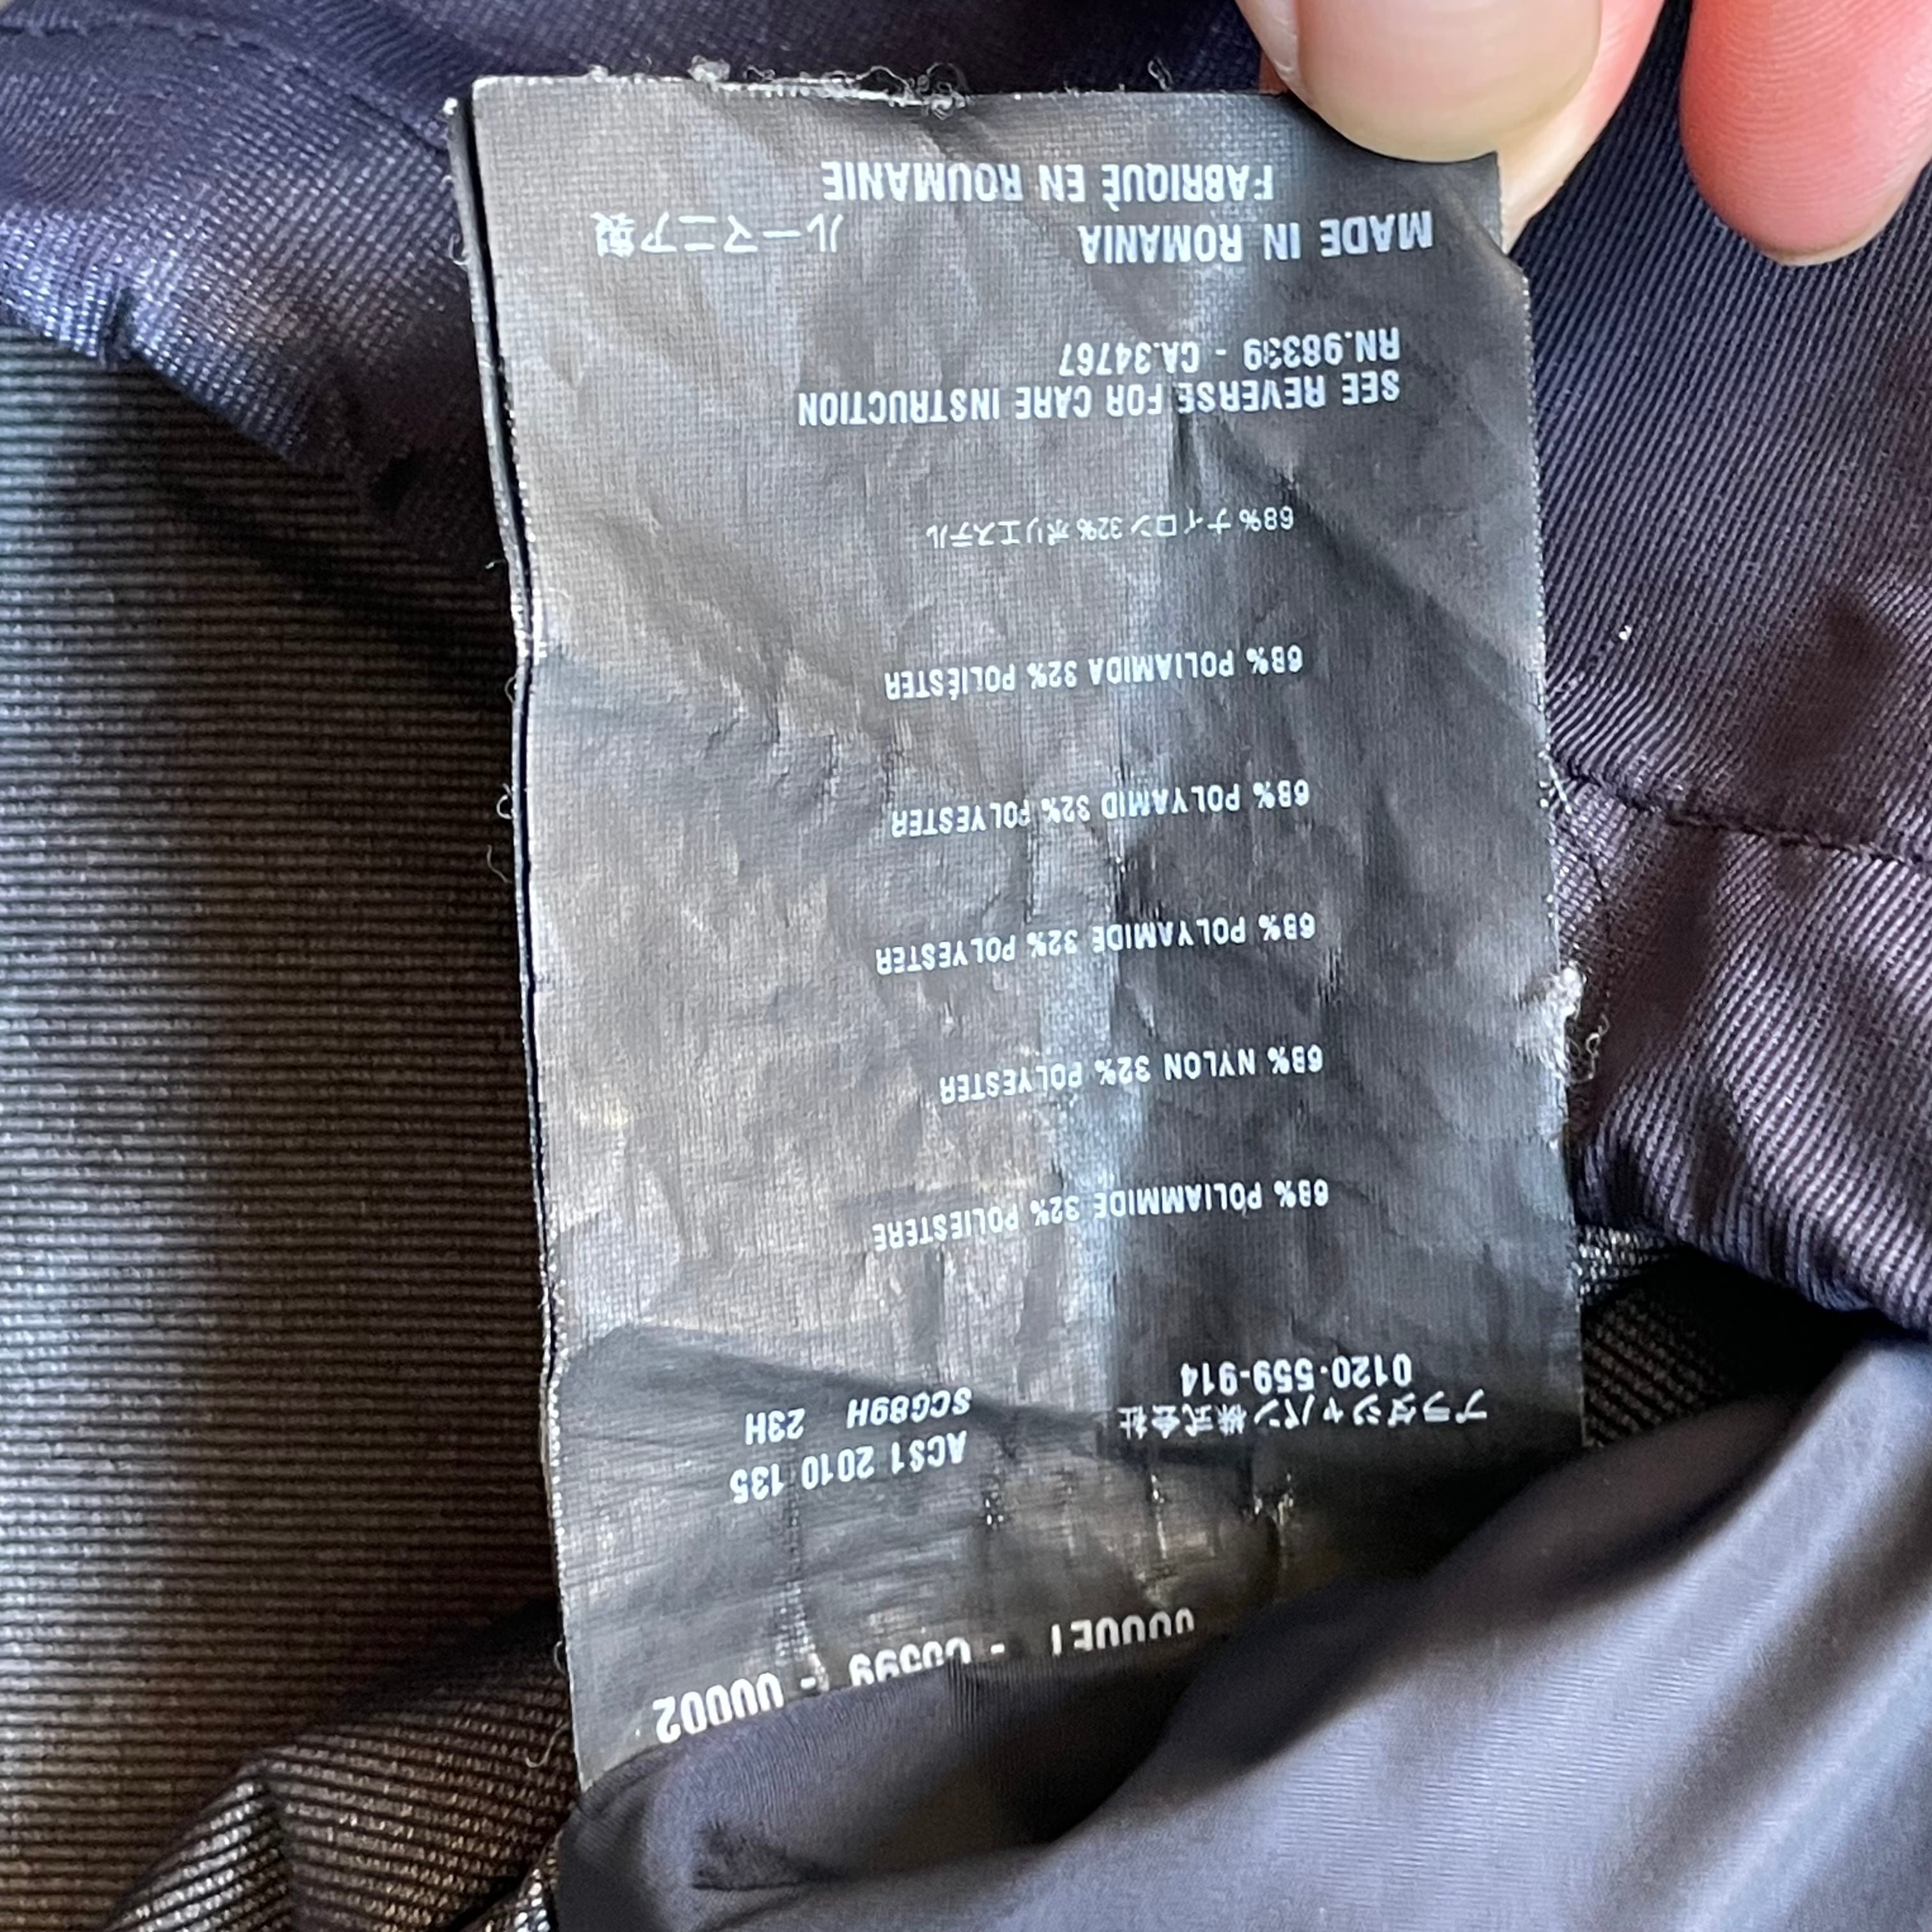 00002
プラダジャパン株式会社
0120-559-914
ACS1 2010 135
SCG89H 23H
68% POLIAMMIDE 32% POLIESTERE
68% NYLON 32% POLYESTER
68% POLYAMIDE 32% POLYESTER
68% POLYAMID 32% POLYESTER
68% POLIAMIDA 32% POLIÉSTER
68% ナイロン 32% ポリエステル
SEE REVERSE FOR CARE INSTRUCTION
RN.98339 - CA.34767
MADE IN ROMANIA ルーマニア製
FABRIQUÈ EN ROUMANIE